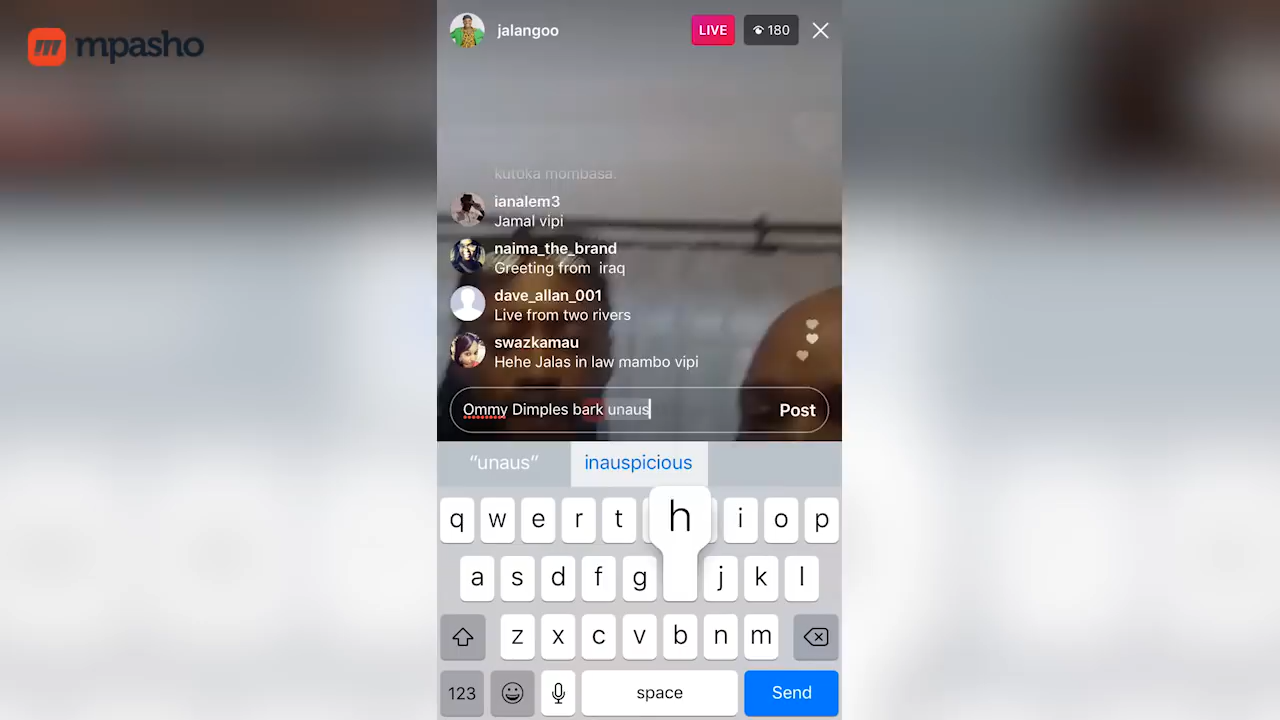 mpasho
jalangoo
LIVE
180
kutoka mombasa.
ianalem3
Jamal vipi
naima_the_brand
Greeting from iraq
dave_allan_001
Live from two rivers
swazkamau
Hehe Jalas in law mambo vipi
Ommy Dimples bark unaus
Post
“unaus”
inauspicious
q w e r t h i o p
a s d f g j k l
z x c v b n m
123
space
Send